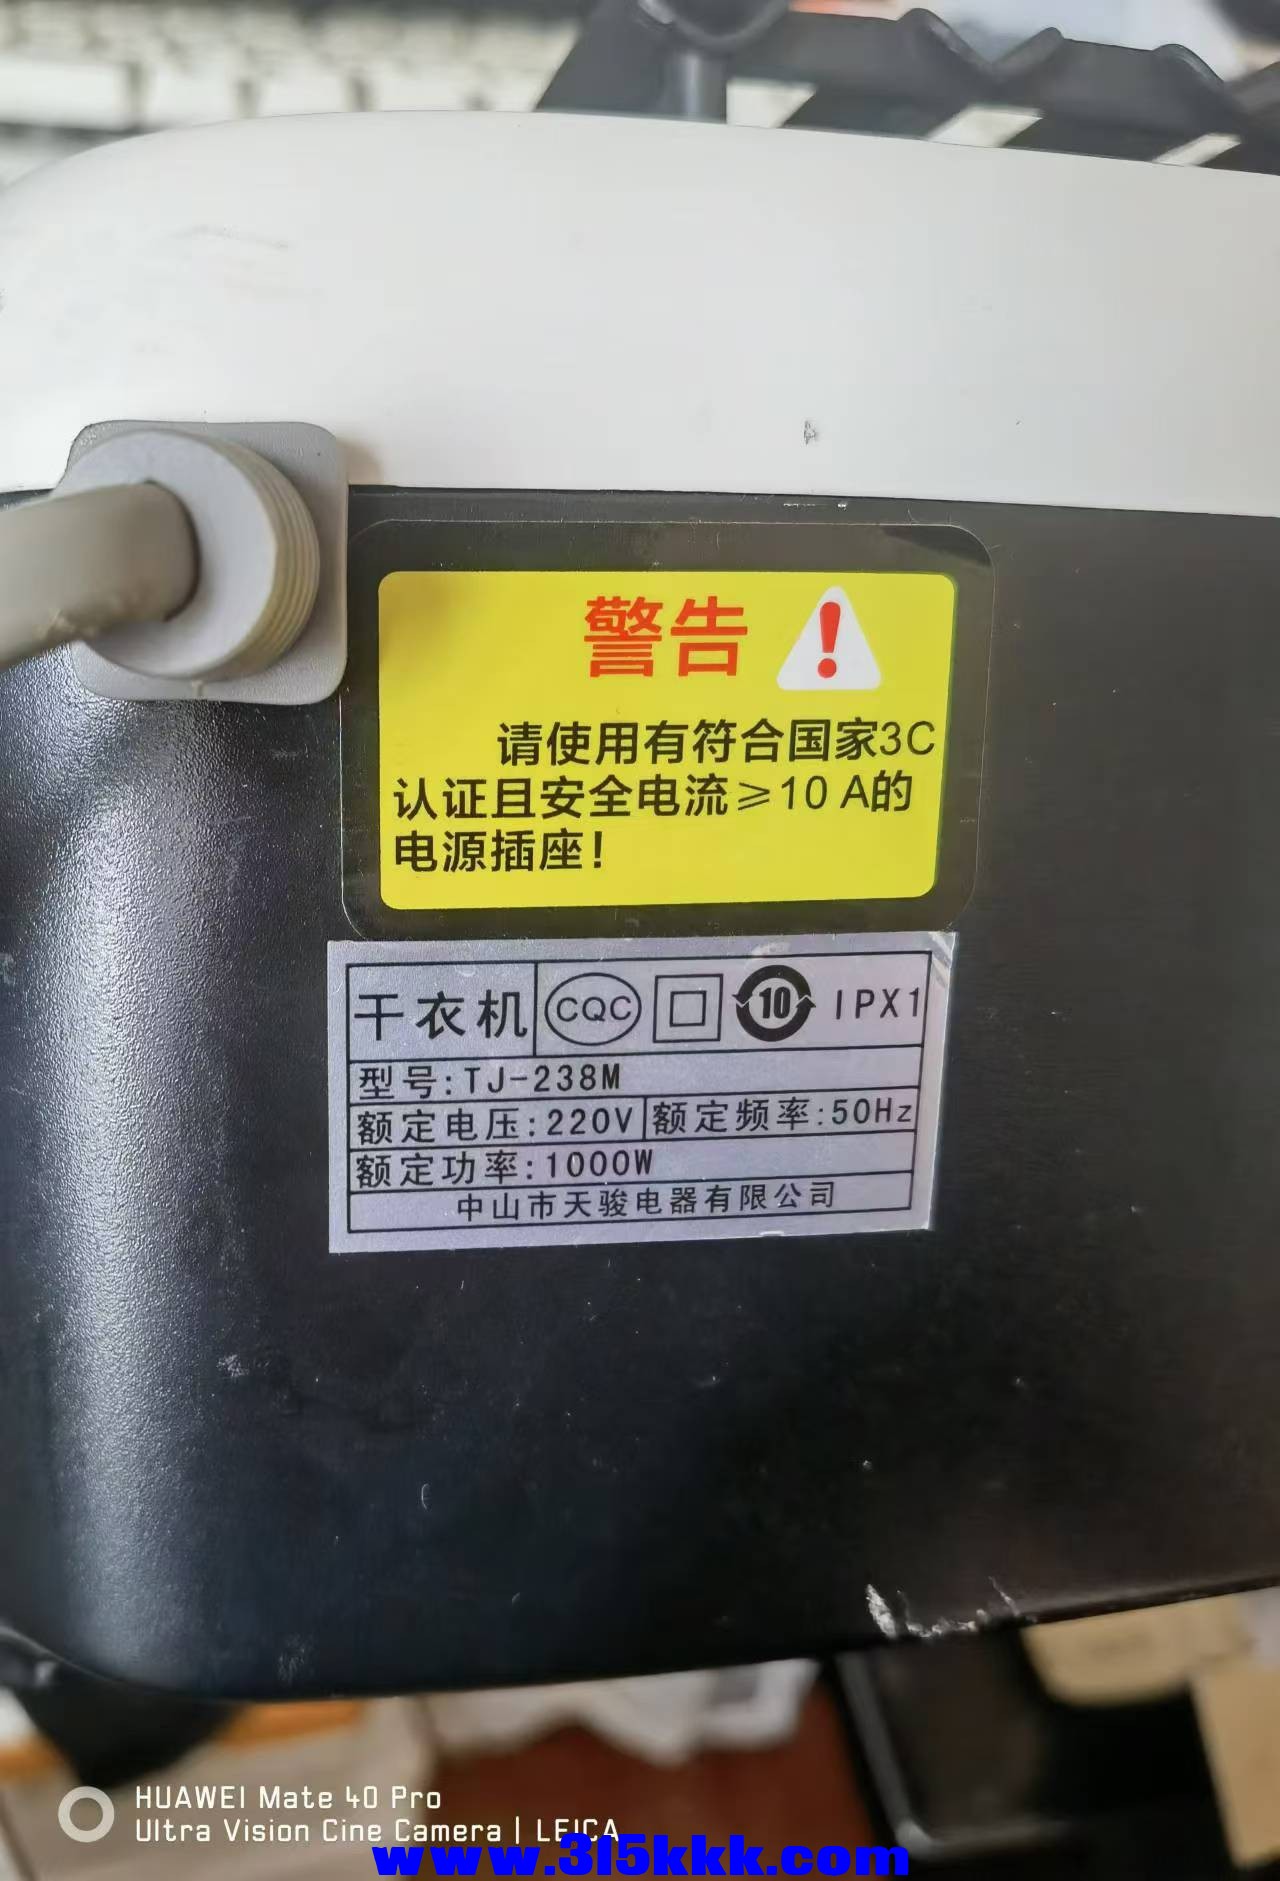 警告
请使用有符合国家3C
认证且安全电流≥10 A的
电源插座！
干衣机 CQC 10 IPX1
型号:TJ-238M
额定电压:220V 额定频率:50Hz
额定功率:1000W
中山市天骏电器有限公司
HUAWEI Mate 40 Pro
Ultra Vision Cine Camera | LEICA
www.315kkk.com